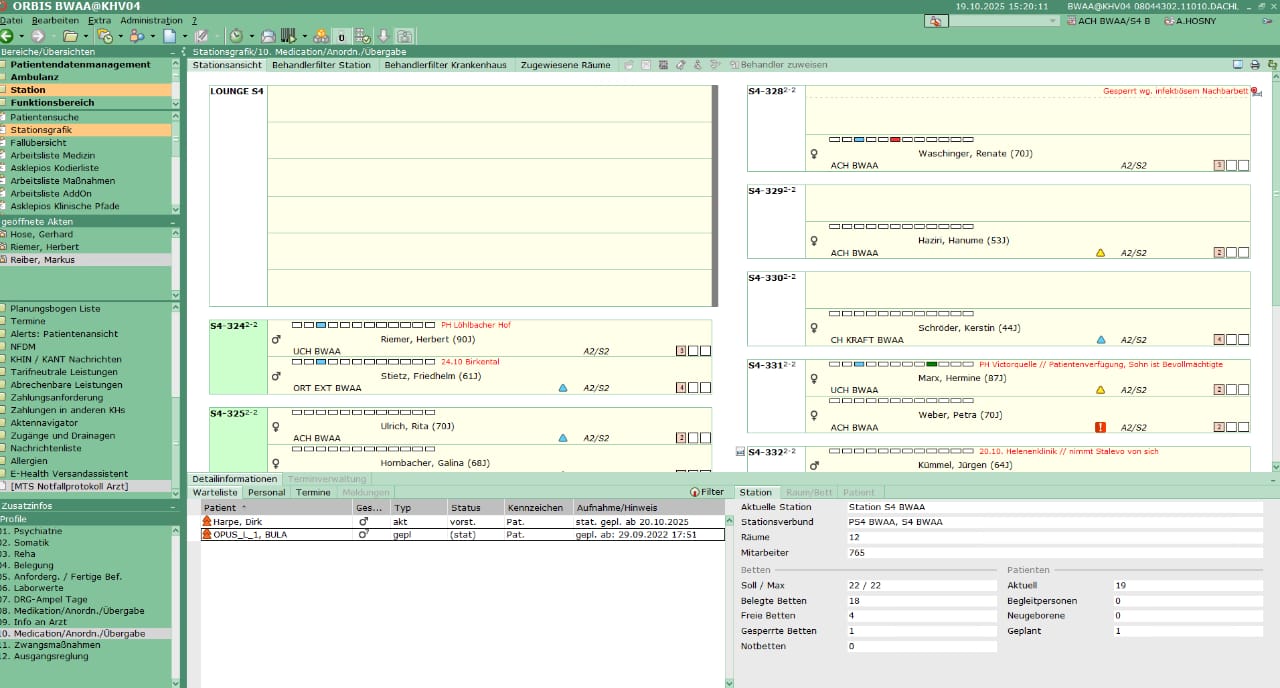 ORBIS BWAA@KHV04
19.10.2025 15:20:11
BWAA@KHV04 08044302.11010.DACHL
Datei Bearbeiten Extra Administration ?
ACH BWAA/S4 B
A.HOSNY
Bereiche/Übersichten
Patientendatenmanagement
Ambulanz
Station
Funktionsbereich
Patientensuche
Stationsgrafik
Fallübersicht
Arbeitsliste Medizin
Asklepios Kodierliste
Arbeitsliste Maßnahmen
Arbeitsliste AddOn
Asklepios Klinische Pfade
geöffnete Akten
Hose, Gerhard
Riemer, Herbert
Reiber, Markus
Planungsbogen Liste
Termine
Alerts: Patientenansicht
NFDM
KHIN / KANT Nachrichten
Tarifneutrale Leistungen
Abrechenbare Leistungen
Zahlungsanforderung
Zahlungen in anderen KHs
Aktennavigator
Zugänge und Drainagen
Nachrichtenliste
Allergien
E-Health Versandassistent
[MTS Notfallprotokoll Arzt]
Zusatzinfos
Profile
01. Psychiatrie
02. Somatik
03. Reha
04. Belegung
05. Anforderg. / Fertige Bef.
06. Laborwerte
07. DRG-Ampel Tage
08. Medikation/Anordn./Übergabe
09. Info an Arzt
10. Medication/Anordn./Übergabe
11. Zwangsmaßnahmen
12. Ausgangsreglung
Stationsgrafik/10. Medication/Anordn./Übergabe
Stationsansicht Behandlerfilter Station Behandlerfilter Krankenhaus Zugewiesene Räume Behandler zuweisen
LOUNGE S4
S4-324 2-2
PH Löhlbacher Hof
Riemer, Herbert (90J)
UCH BWAA A2/S2 3
24.10 Birkental
Stietz, Friedhelm (61J)
ORT EXT BWAA A2/S2 4
S4-325 2-2
Ulrich, Rita (70J)
ACH BWAA A2/S2 2
Hornbacher, Galina (68J)
S4-328 2-2
Gesperrt wg. infektiösem Nachbarbett
Waschinger, Renate (70J)
ACH BWAA A2/S2 3
S4-329 2-2
Haziri, Hanume (53J)
ACH BWAA A2/S2 2
S4-330 2-2
Schröder, Kerstin (44J)
CH KRAFT BWAA A2/S2 4
S4-331 2-2
PH Victorquelle // Patientenverfügung, Sohn ist Bevollmächtigte
Marx, Hermine (87J)
UCH BWAA A2/S2 2
Weber, Petra (70J)
ACH BWAA A2/S2 2
S4-332 2-2
20.10. Helenenklinik // nimmt Stalevo von sich
Kümmel, Jürgen (64J)
Detailinformationen Terminverwaltung
Warteliste Personal Termine Meldungen Filter
Patient Ges... Typ Status Kennzeichen Aufnahme/Hinweis
Harpe, Dirk akt vorst. Pat. stat. gepl. ab 20.10.2025
OPUS_L_1, BULA gepl (stat) Pat. gepl. ab: 29.09.2022 17:51
Station Raum/Bett Patient
Aktuelle Station Station S4 BWAA
Stationsverbund PS4 BWAA, S4 BWAA
Räume 12
Mitarbeiter 765
Betten Patienten
Soll / Max 22 / 22 Aktuell 19
Belegte Betten 18 Begleitpersonen 0
Freie Betten 4 Neugeborene 0
Gesperrte Betten 1 Geplant 1
Notbetten 0